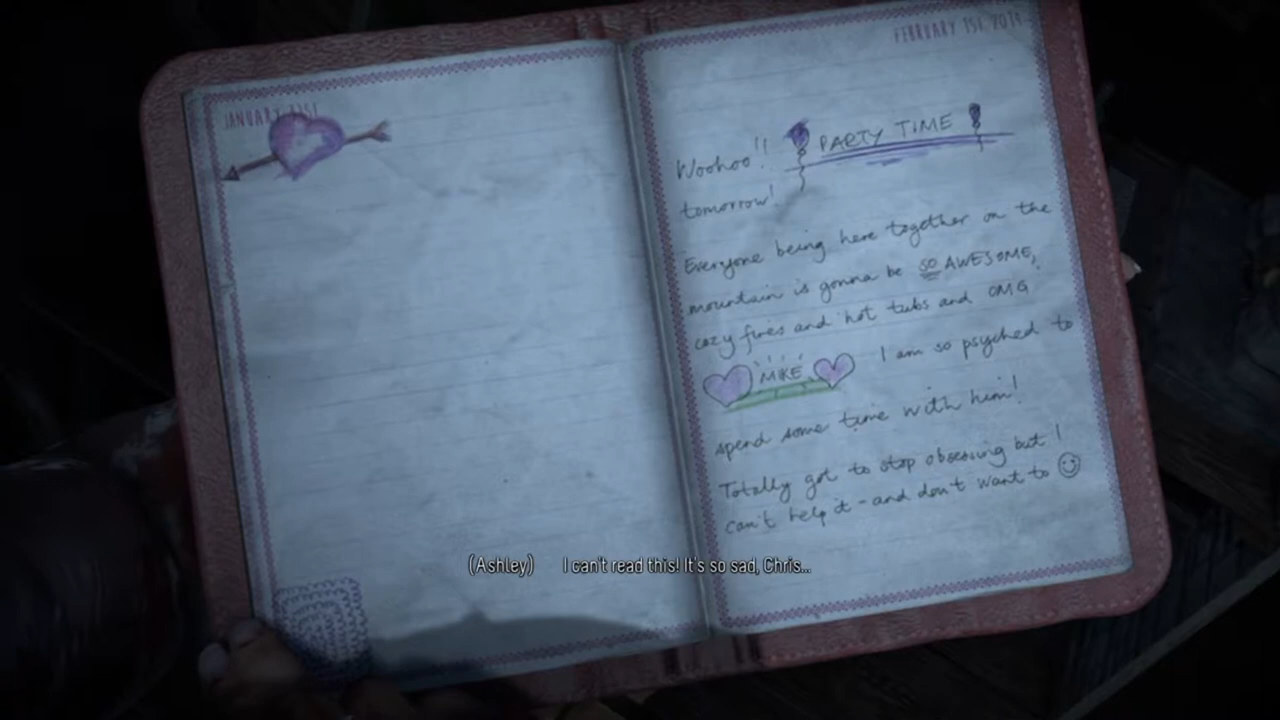 JANUARY 31ST
FEBRUARY 1ST, 2014
Woohoo!! PARTY TIME
tomorrow!
Everyone being here together on the
mountain is gonna be so AWESOME,
cozy fires and hot tubs and OMG
MIKE I am so psyched to
spend some time with him!
Totally got to stop obsessing but I
can't help it - and don't want to
(Ashley) I can't read this! It's so sad, Chris...